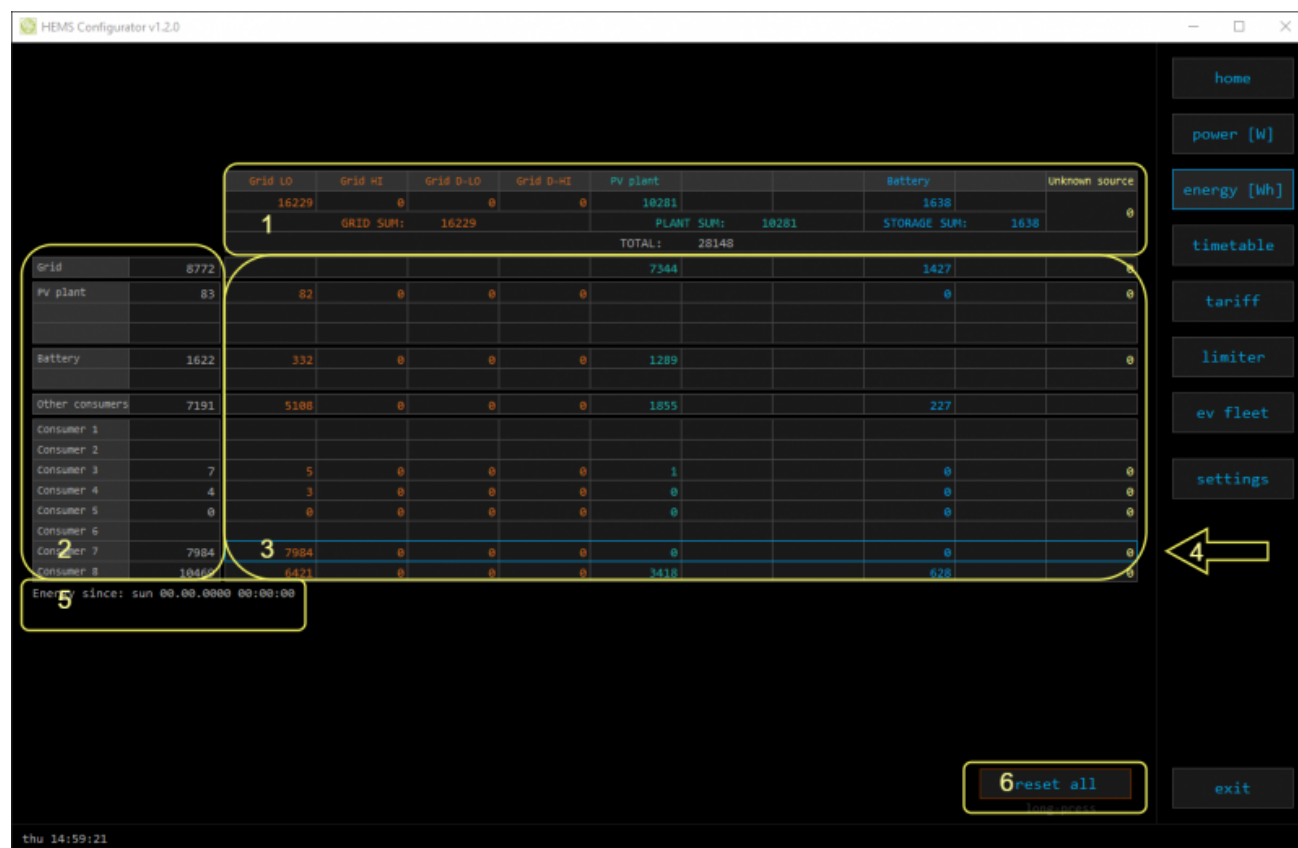 HEMS Configurator v1.2.0
home
power [W]
Grid LO Grid HI Grid D-LO Grid D-HI PV plant Battery Unknown source
energy [Wh]
16229 0 0 0 10281 1638 0
1 GRID SUM: 16229 PLANT SUM: 10281 STORAGE SUM: 1638
TOTAL: 28148
timetable
Grid 8772 7344 1427 0
PV plant 83 82 0 0 0 0 0
tariff
Battery 1622 332 0 0 0 1289 0
limiter
Other consumers 7191 5108 0 0 0 1855 227
ev fleet
Consumer 1
Consumer 2
Consumer 3 7 5 0 0 0 1 0 0
Consumer 4 4 3 0 0 0 0 0 0
settings
Consumer 5 0 0 0 0 0 0 0 0
Consumer 6
2 Consumer 7 7984 3 7984 0 0 0 0 0 0 4
Consumer 8 6421 0 0 0 3418 628 0
Energy since: sun 00.00.0000 00:00:00
5
6 reset all
exit
long-press
thu 14:59:21